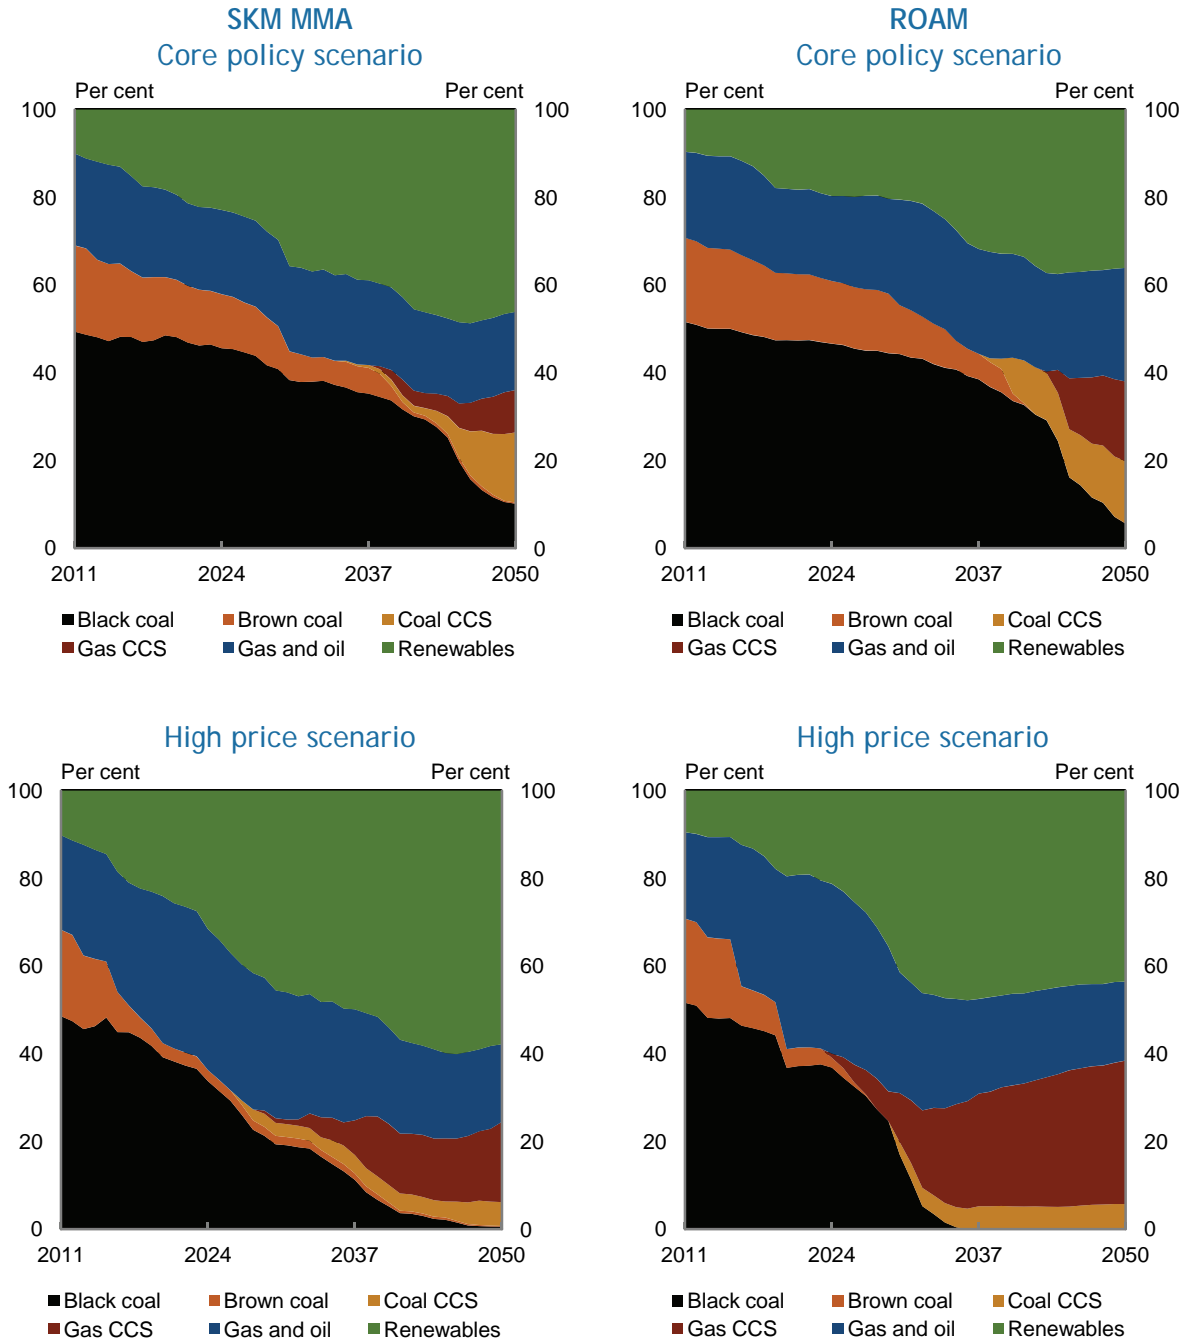 SKM MMA
Core policy scenario
Per cent Per cent
100 100
80 80
60 60
40 40
20 20
0 0
2011 2024 2037 2050
Black coal Brown coal Coal CCS
Gas CCS Gas and oil Renewables
ROAM
Core policy scenario
Per cent Per cent
100 100
80 80
60 60
40 40
20 20
0 0
2011 2024 2037 2050
Black coal Brown coal Coal CCS
Gas CCS Gas and oil Renewables
High price scenario
Per cent Per cent
100 100
80 80
60 60
40 40
20 20
0 0
2011 2024 2037 2050
Black coal Brown coal Coal CCS
Gas CCS Gas and oil Renewables
High price scenario
Per cent Per cent
100 100
80 80
60 60
40 40
20 20
0 0
2011 2024 2037 2050
Black coal Brown coal Coal CCS
Gas CCS Gas and oil Renewables